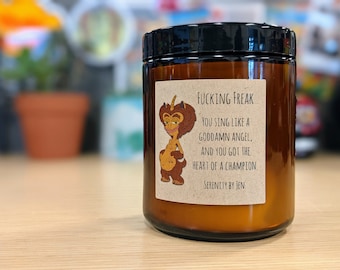 Fucking Freak
You sing like a
goddamn angel,
and you got the
heart of a champion.
Serenity by Jen